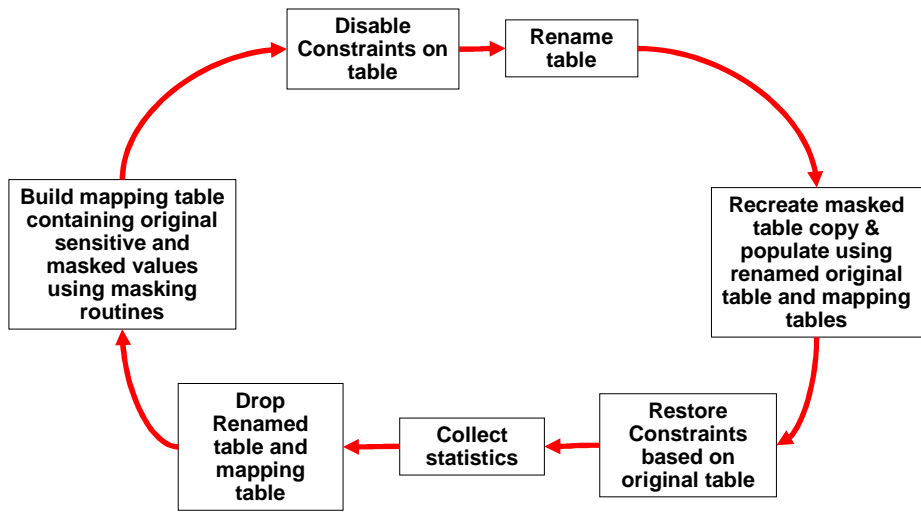 Disable
Constraints on
table
Rename
table
Build mapping table
containing original
sensitive and
masked values
using masking
routines
Recreate masked
table copy &
populate using
renamed original
table and mapping
tables
Drop
Renamed
table and
mapping
table
Collect
statistics
Restore
Constraints
based on
original table